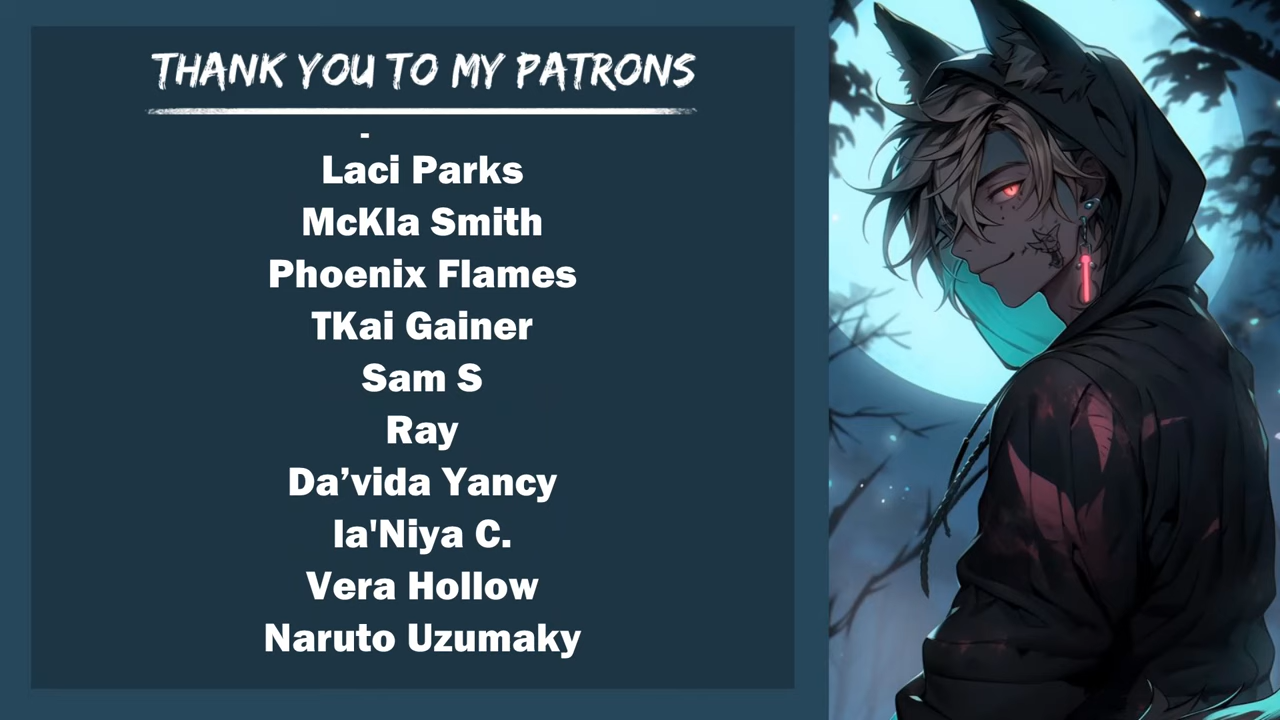 THANK YOU TO MY PATRONS
-
Laci Parks
McKla Smith
Phoenix Flames
TKai Gainer
Sam S
Ray
Da’vida Yancy
Ia'Niya C.
Vera Hollow
Naruto Uzumaky